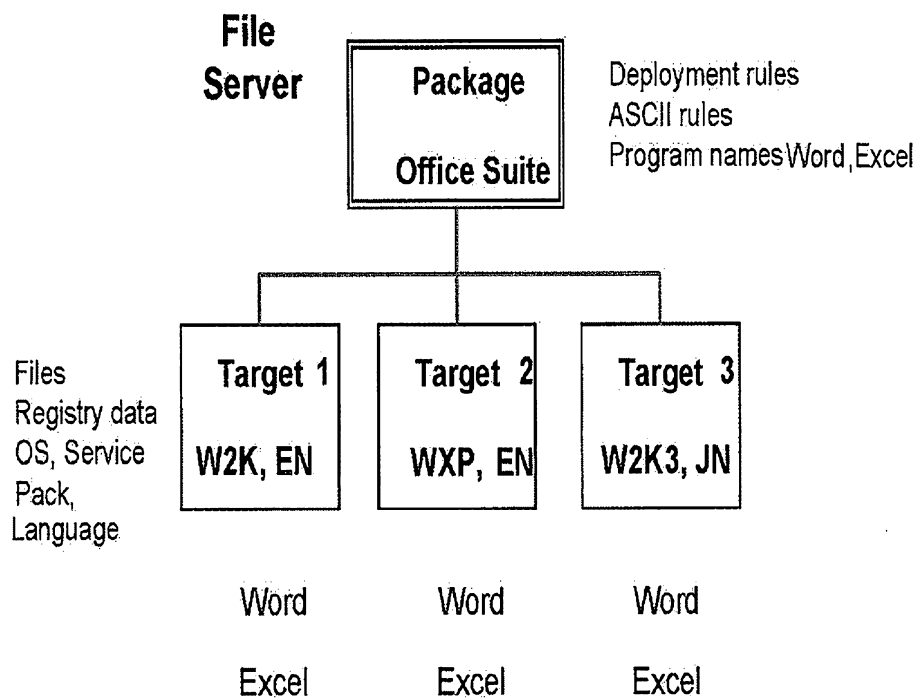 File
Server
Package
Office Suite
Deployment rules
ASCII rules
Program names Word, Excel
Files
Registry data
OS, Service
Pack,
Language
Target 1
W2K, EN
Target 2
WXP, EN
Target 3
W2K3, JN
Word
Excel
Word
Excel
Word
Excel